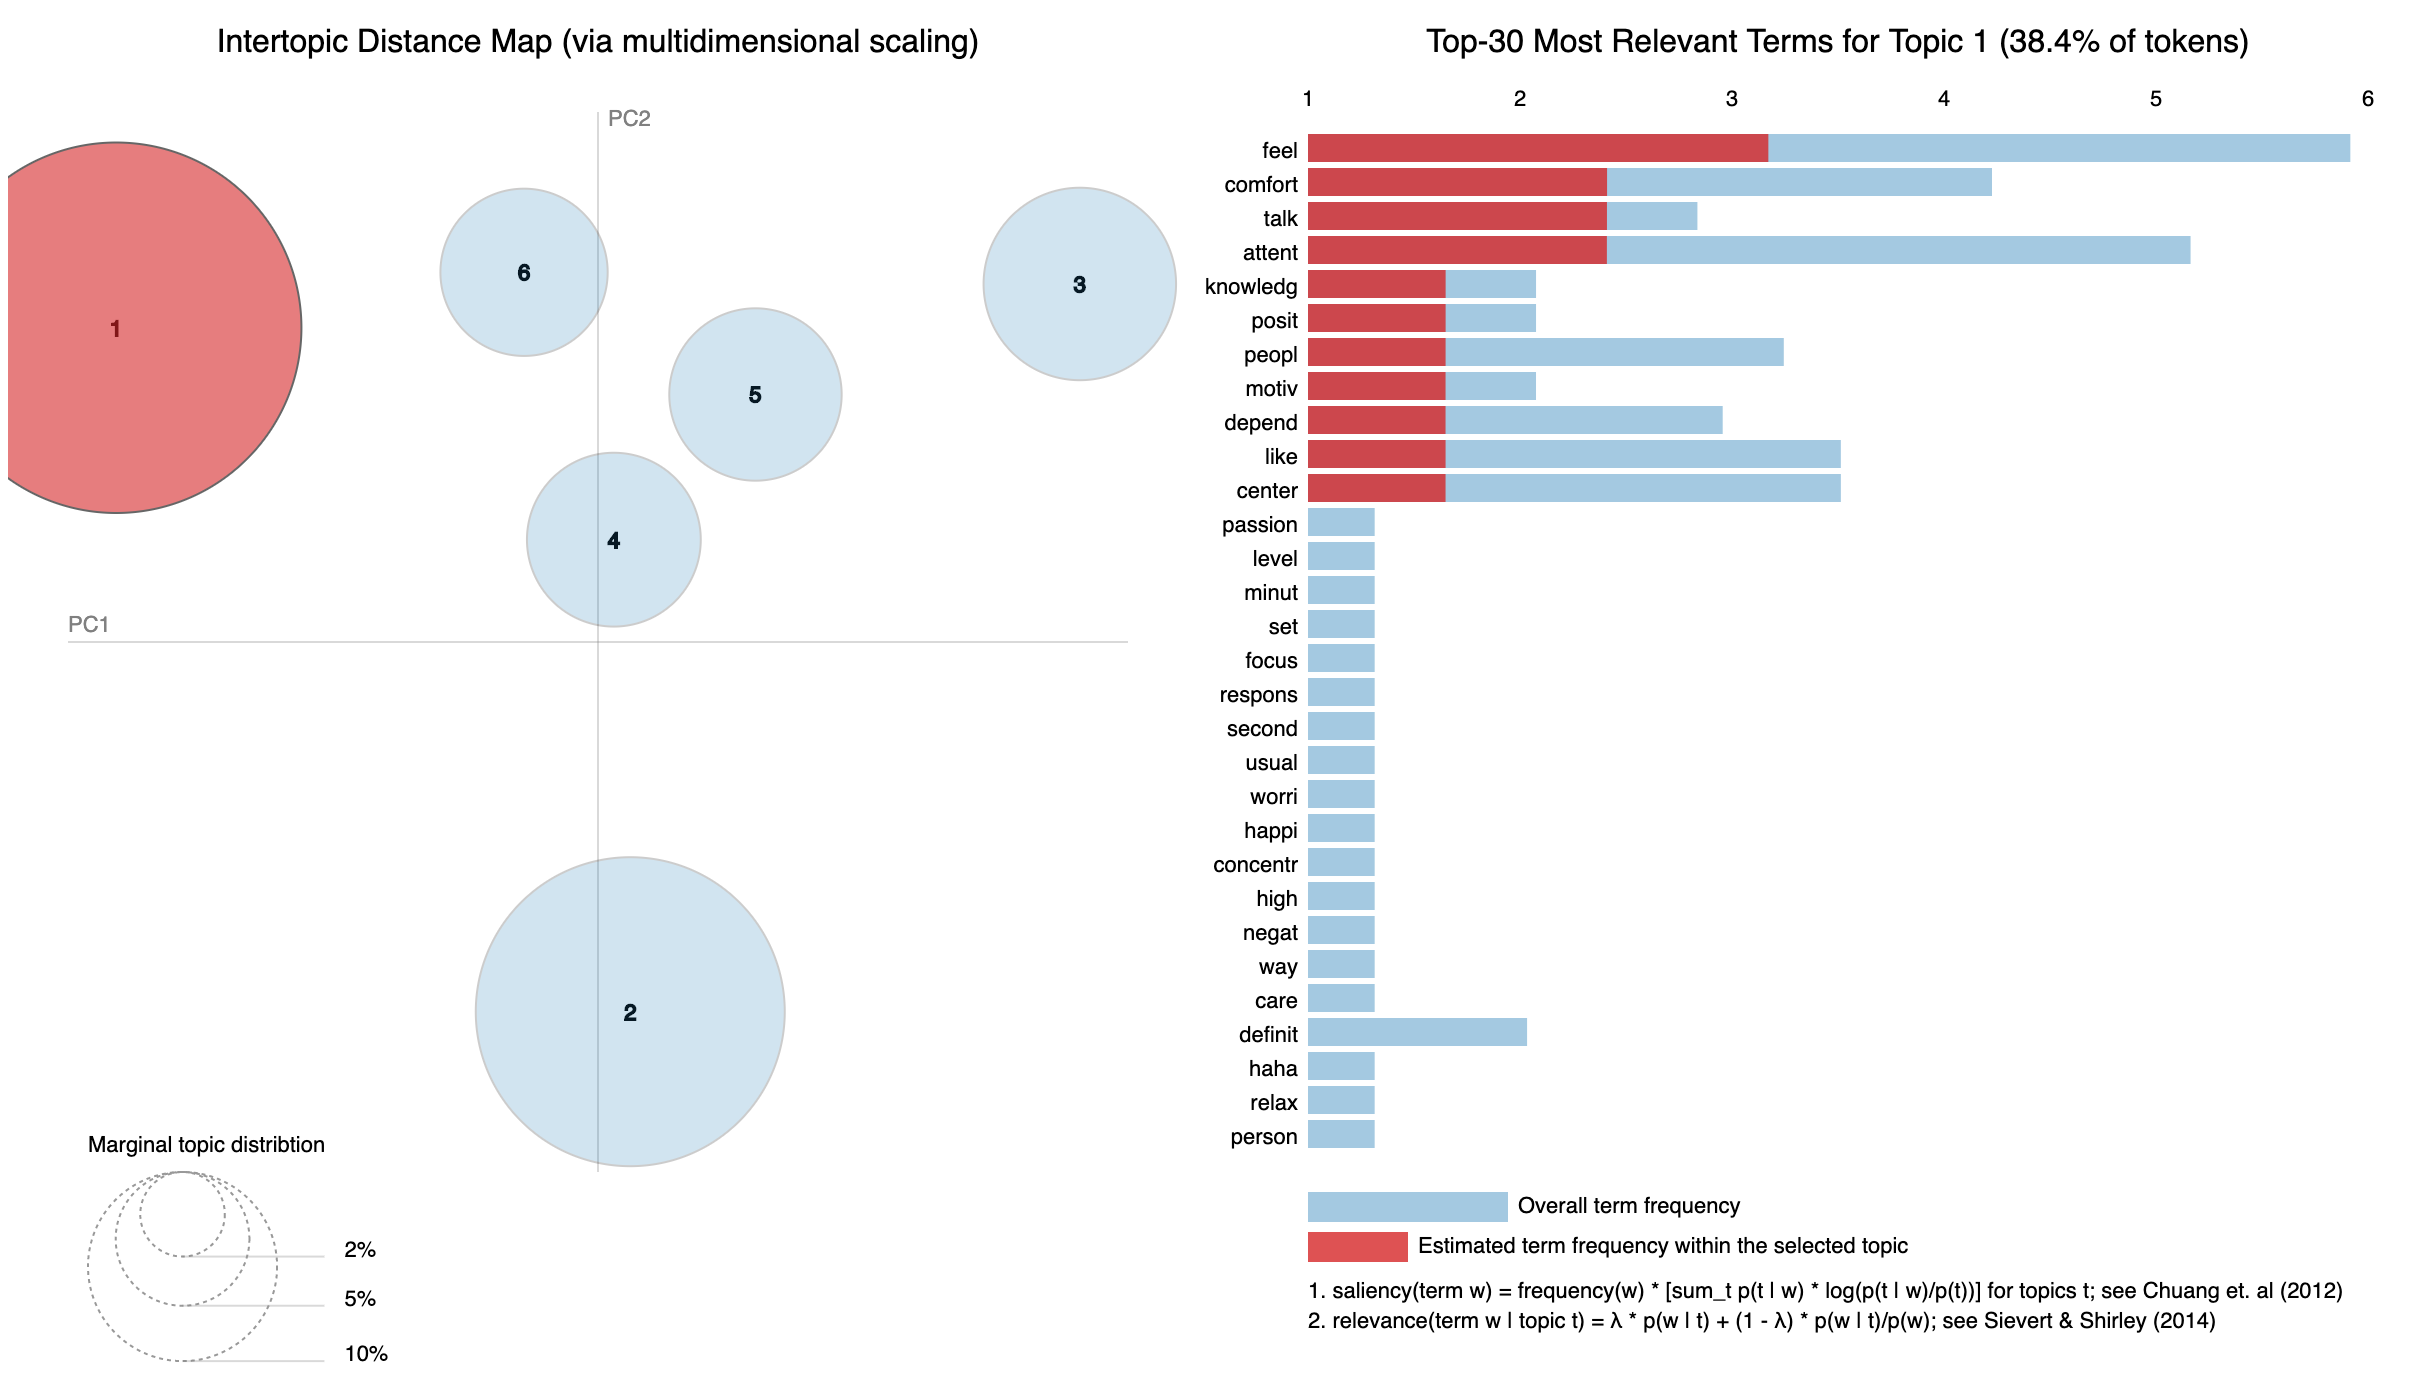 Intertopic Distance Map (via multidimensional scaling)
PC2
1
6
3
5
4
PC1
2
Marginal topic distribtion
2%
5%
10%
Top-30 Most Relevant Terms for Topic 1 (38.4% of tokens)
1 2 3 4 5 6
feel
comfort
talk
attent
knowledg
posit
peopl
motiv
depend
like
center
passion
level
minut
set
focus
respons
second
usual
worri
happi
concentr
high
negat
way
care
definit
haha
relax
person
Overall term frequency
Estimated term frequency within the selected topic
1. saliency(term w) = frequency(w) * [sum_t p(t | w) * log(p(t | w)/p(t))] for topics t; see Chuang et. al (2012)
2. relevance(term w | topic t) = λ * p(w | t) + (1 - λ) * p(w | t)/p(w); see Sievert & Shirley (2014)